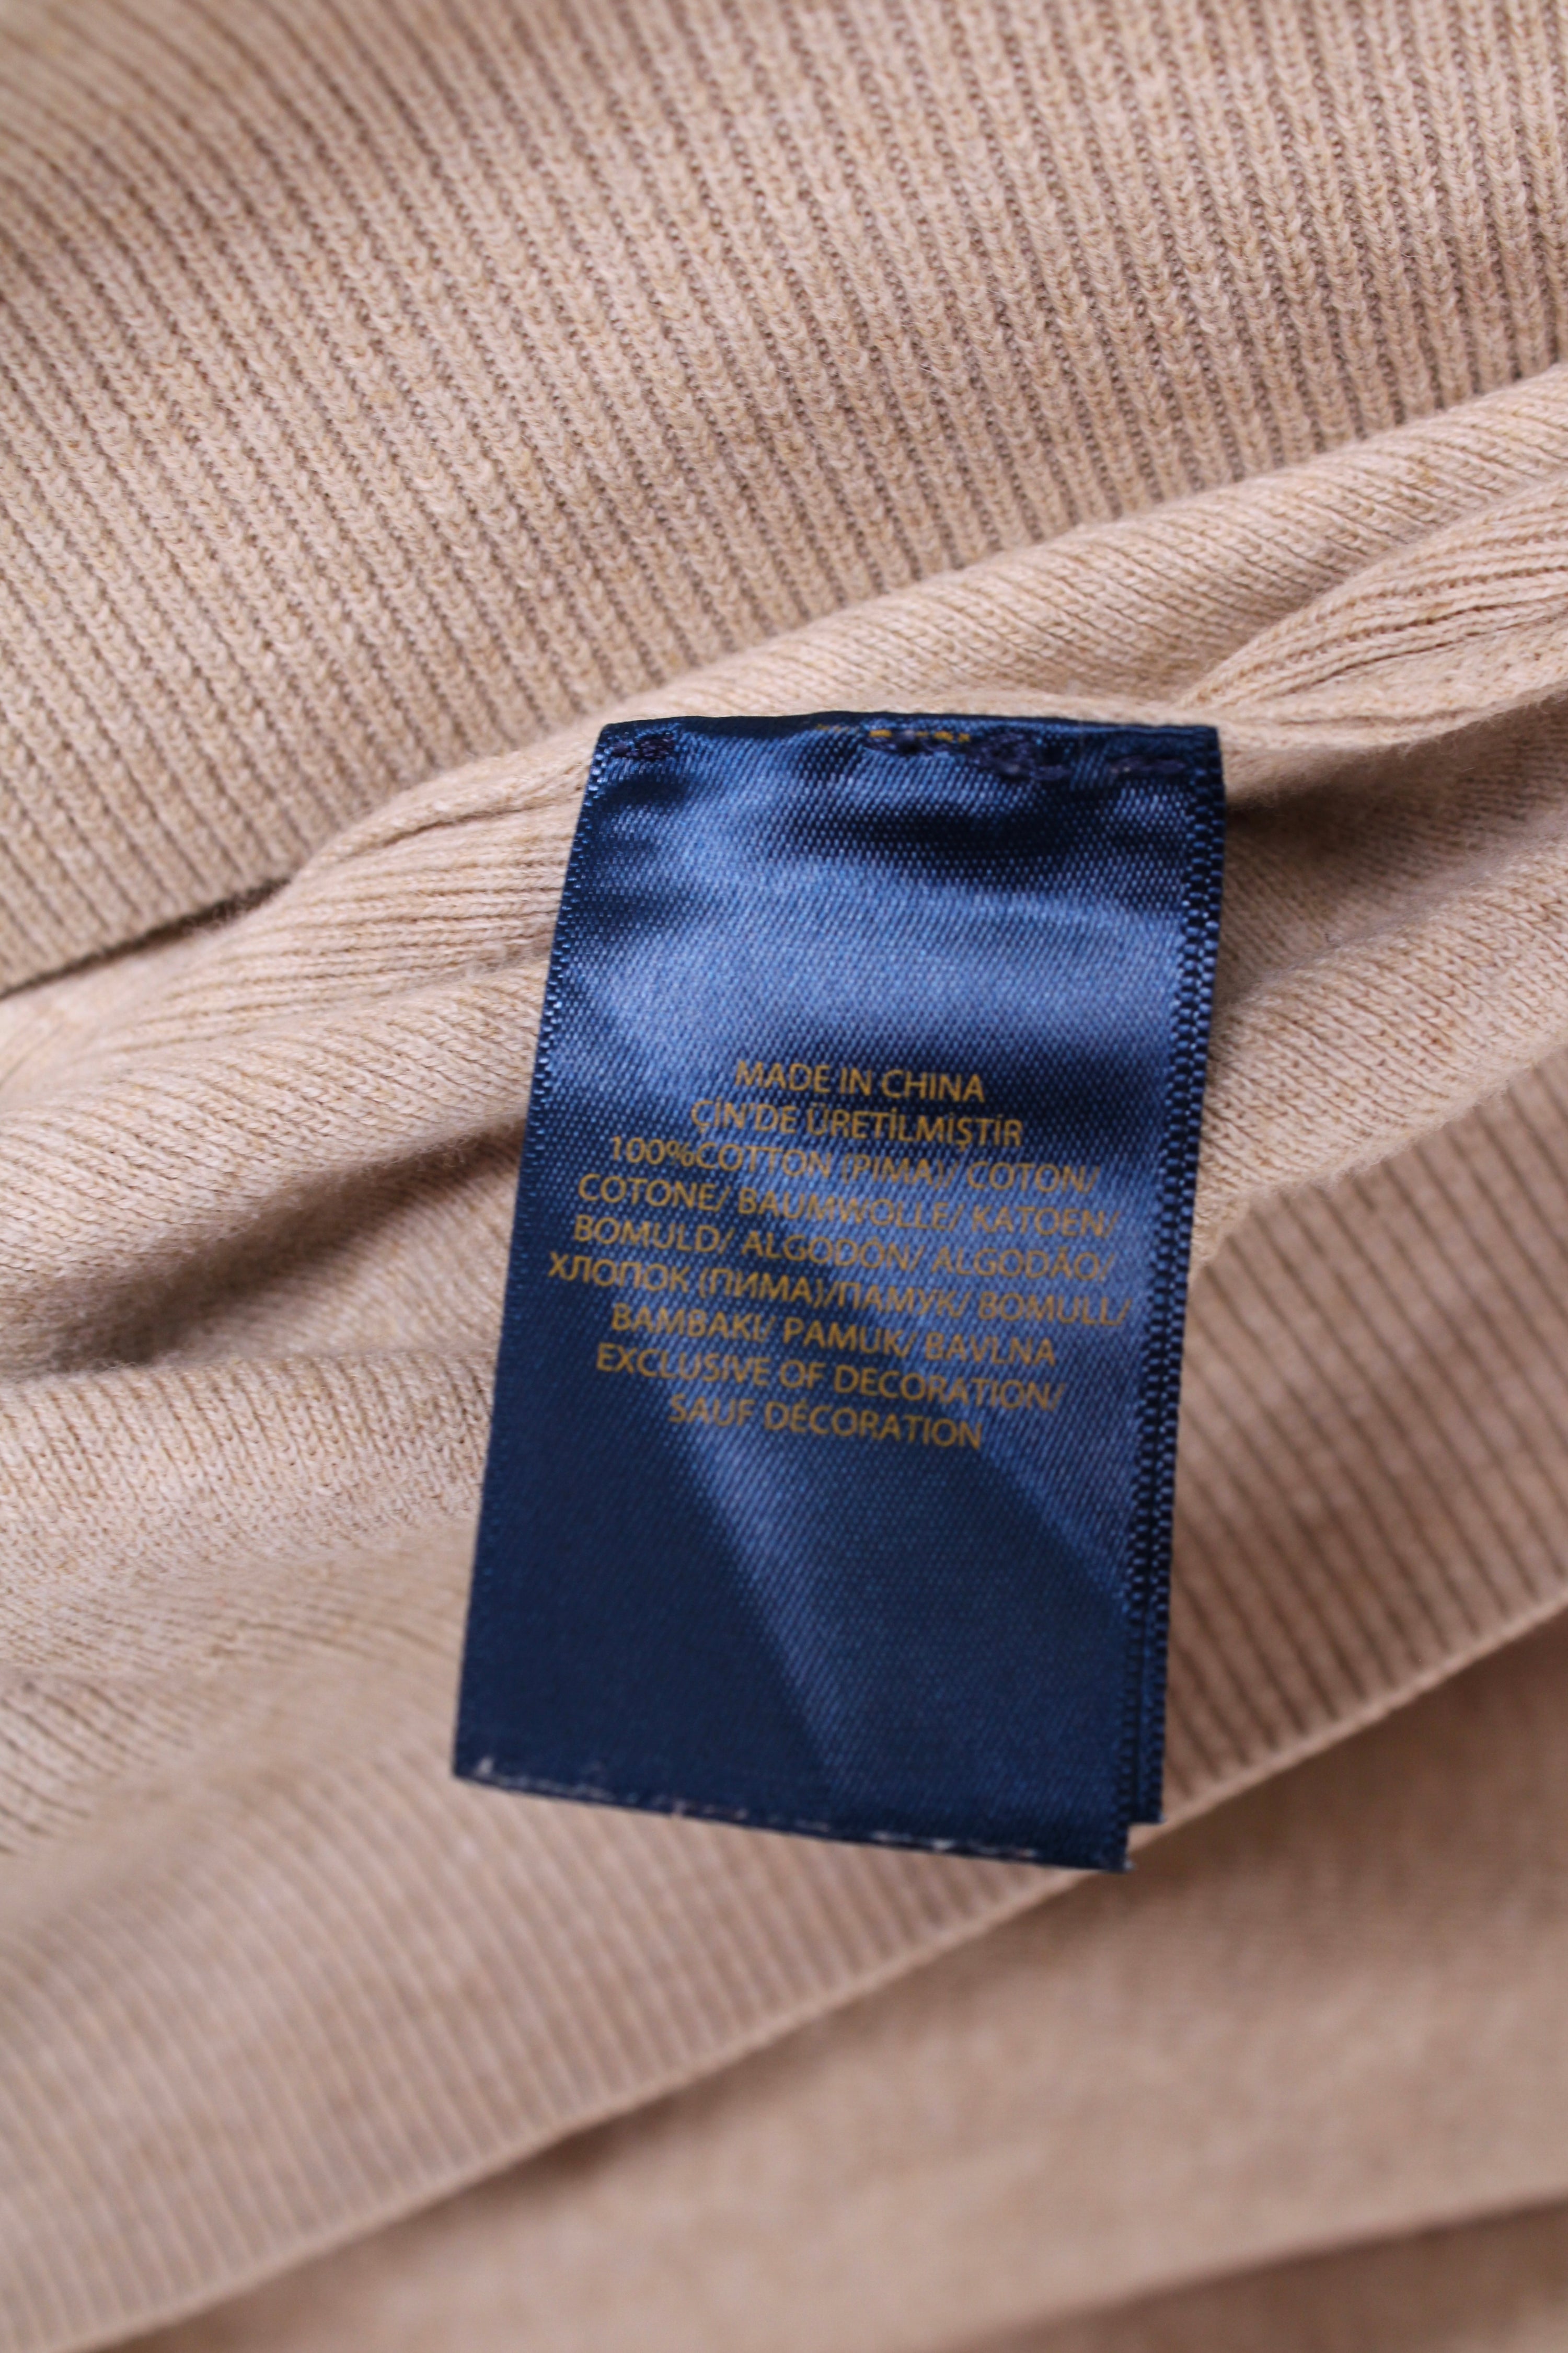 MADE IN CHINA
ÇİN'DE ÜRETİLMİŞTİR
100%COTTON (PIMA)/ COTON/
COTONE/ BAUMWOLLE/ KATOEN/
BOMULD/ ALGODÓN/ ALGODÃO/
ХЛОПОК (ПИМА)/ПАМУК/ BOMULL/
BAMBAKI/ PAMUK/ BAVLNA
EXCLUSIVE OF DECORATION/
SAUF DÉCORATION